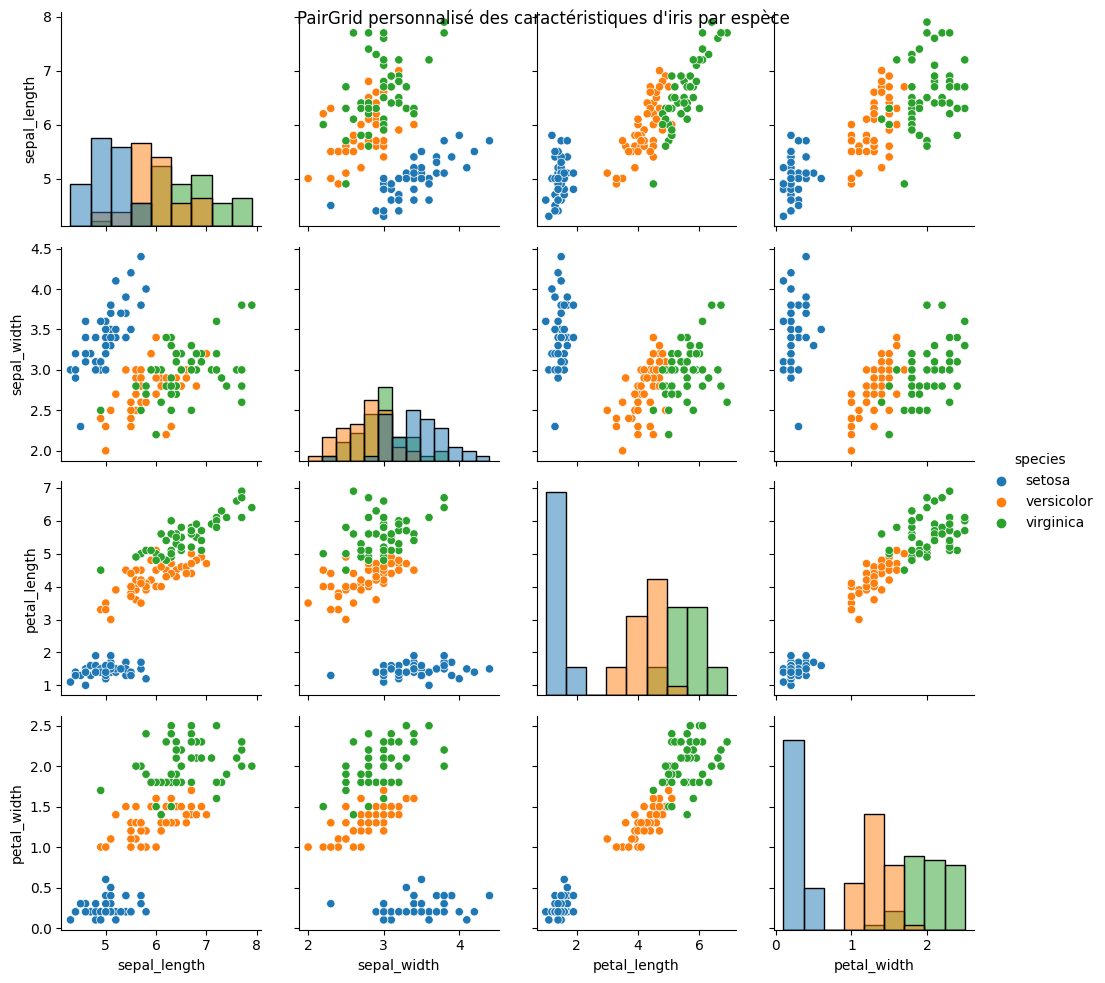 PairGrid personnalisé des caractéristiques d'iris par espèce
8
7
6
5
sepal_length
4.5
4.0
3.5
3.0
2.5
2.0
sepal_width
species
setosa
versicolor
virginica
7
6
5
4
3
2
1
petal_length
2.5
2.0
1.5
1.0
0.5
0.0
petal_width
5 6 7 8
2 3 4
2 4 6
0 1 2
sepal_length
sepal_width
petal_length
petal_width